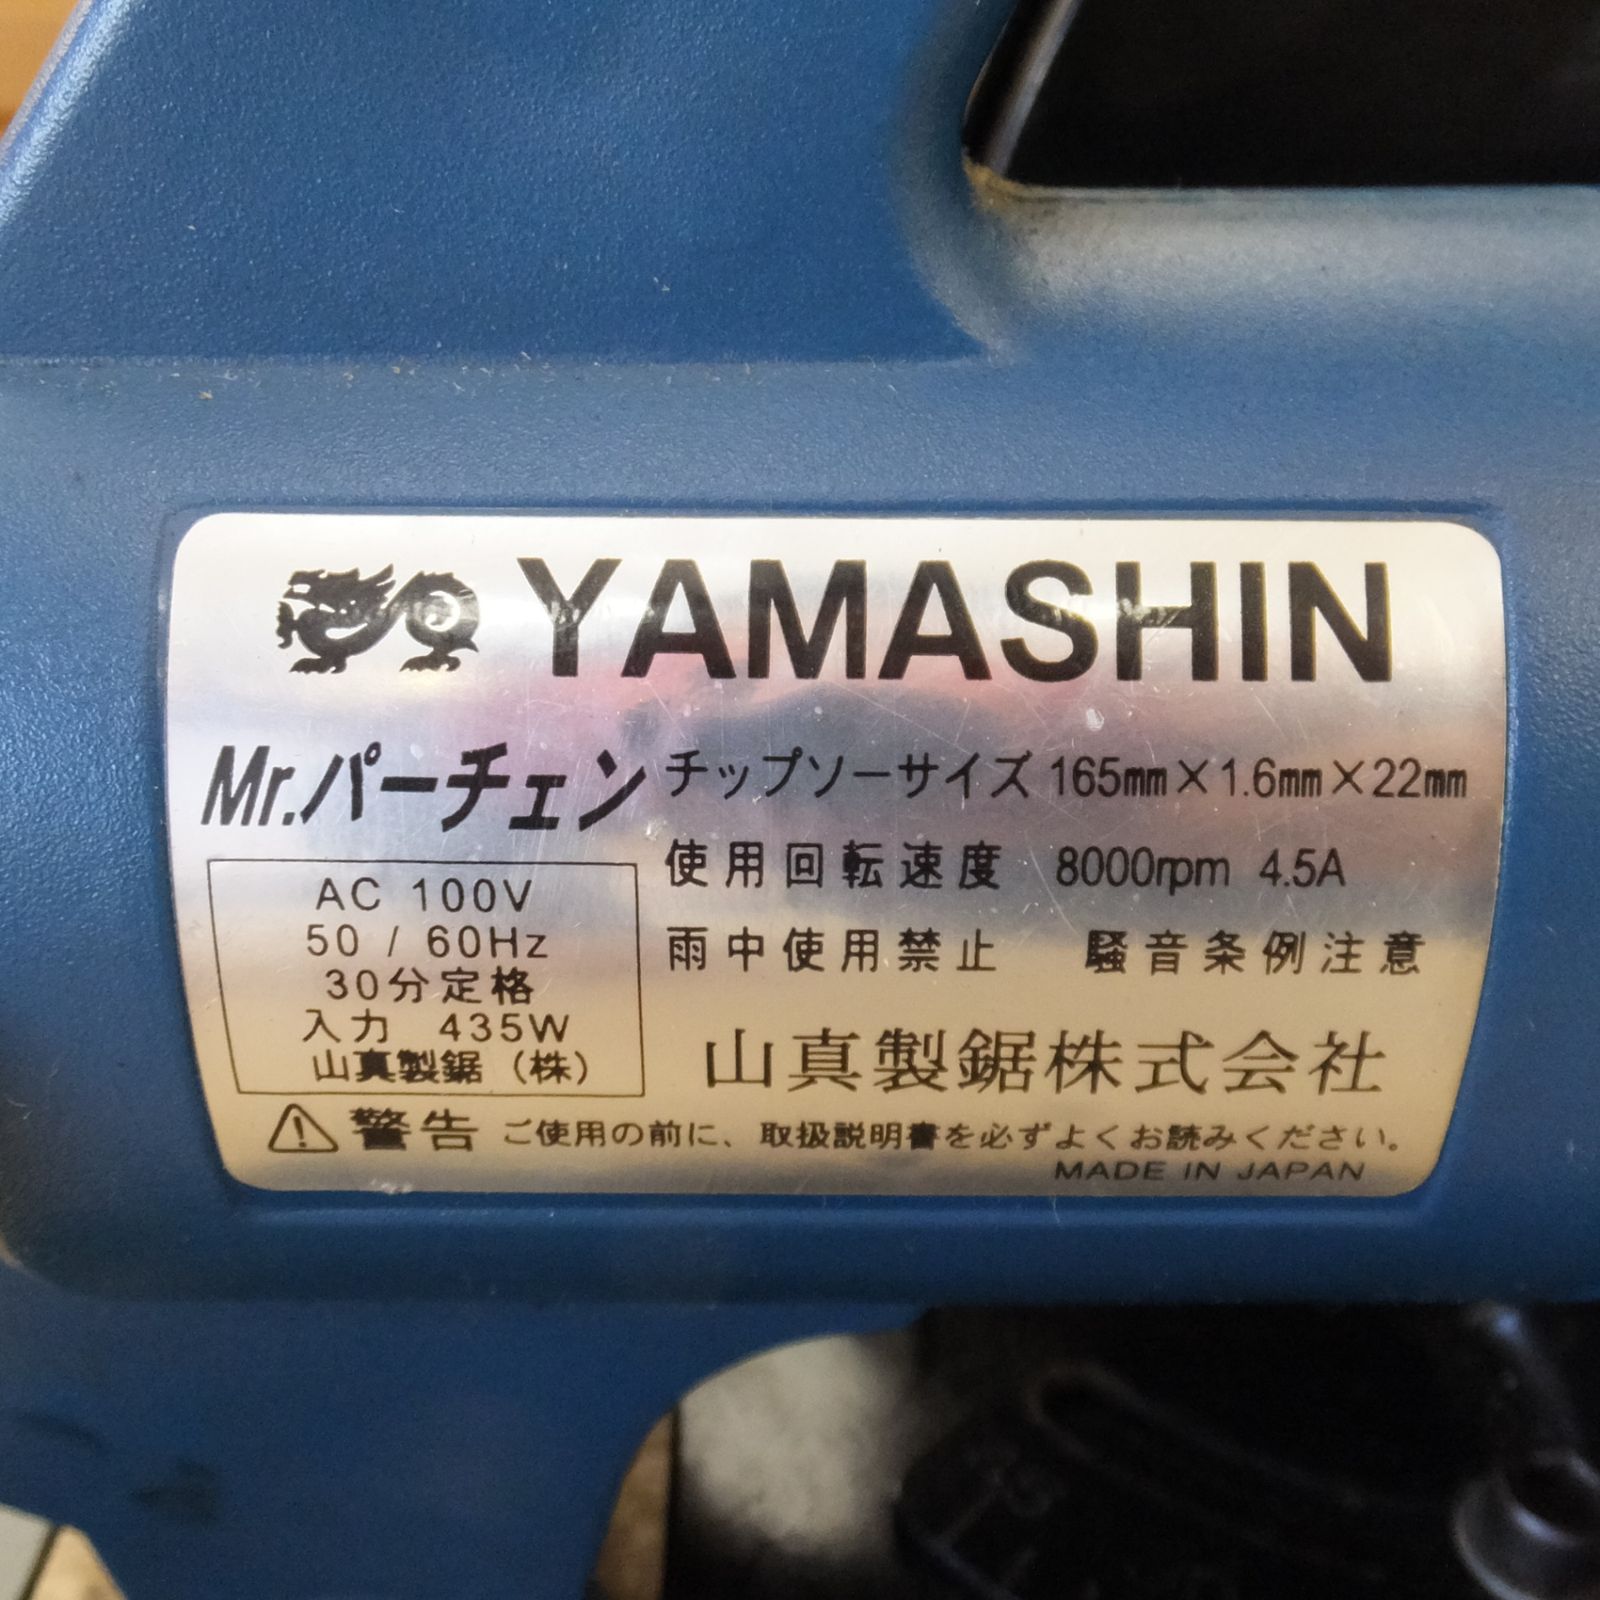 YAMASHIN
Mr.パーチェン
チップソーサイズ 165mm×1.6mm×22mm
使用回転速度 8000rpm 4.5A
雨中使用禁止 騒音条例注意
AC 100V
50 / 60Hz
30分定格
入力 435W
山真製鋸（株）
山真製鋸株式会社
警告 ご使用の前に、取扱説明書を必ずよくお読みください。
MADE IN JAPAN